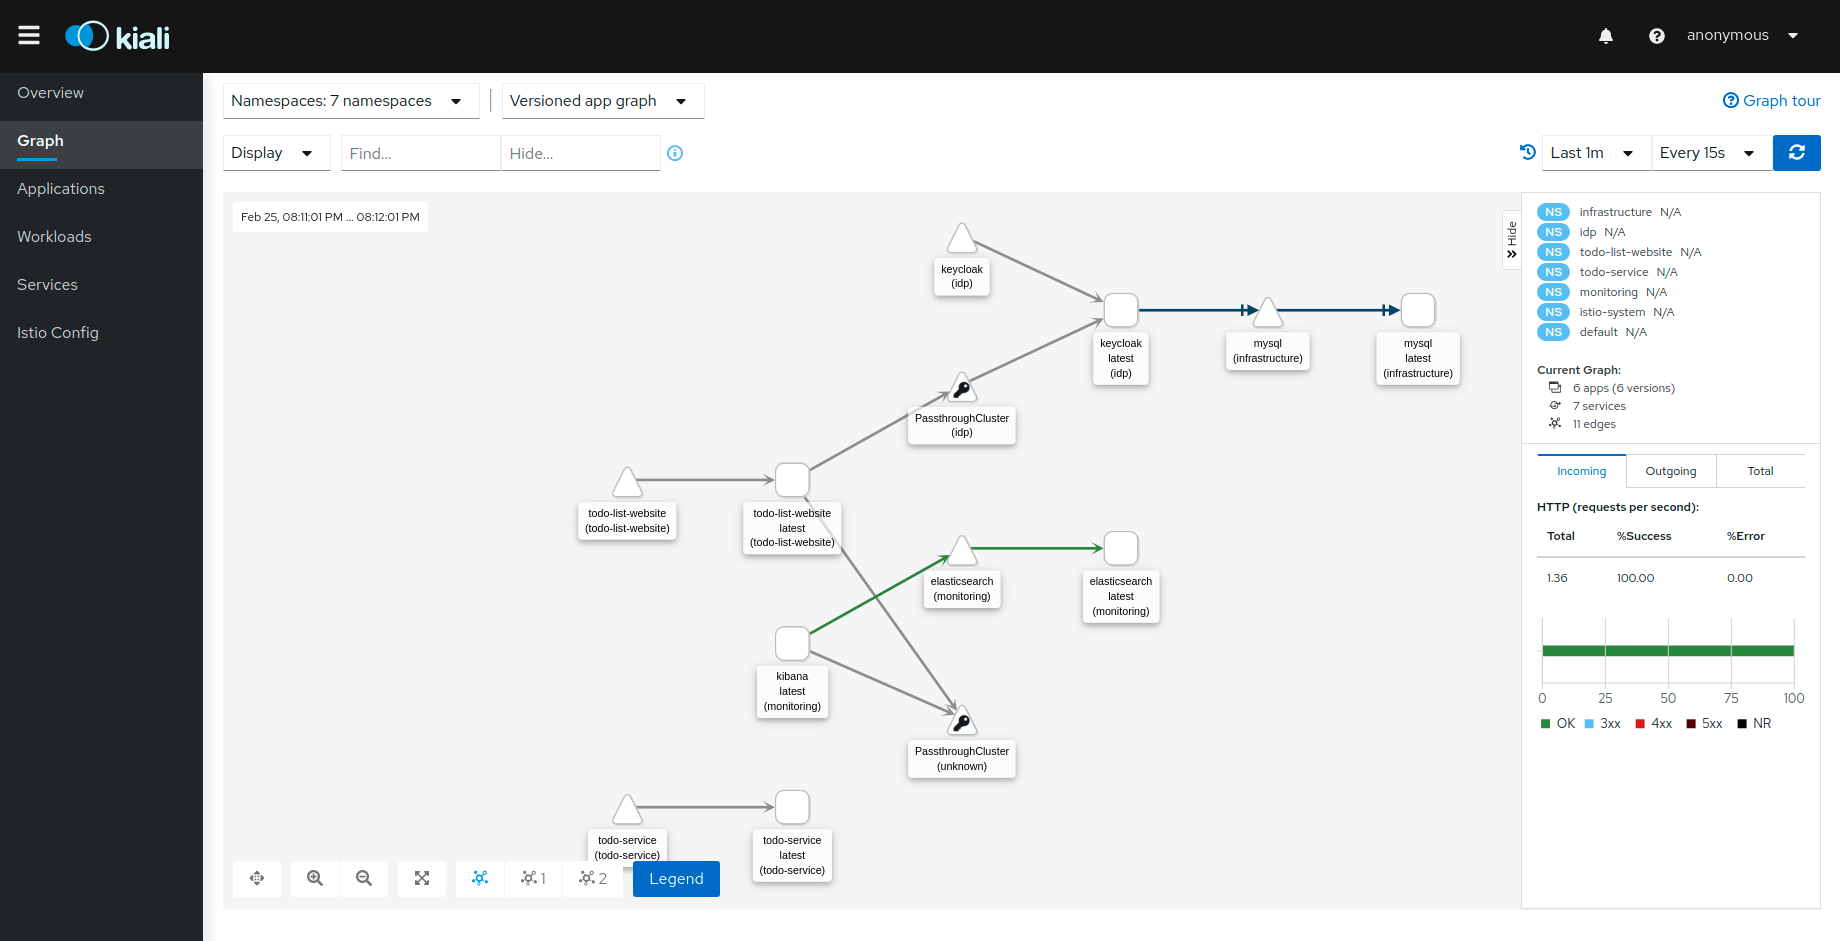 kiali
anonymous
Overview
Graph
Applications
Workloads
Services
Istio Config
Namespaces: 7 namespaces
Versioned app graph
Graph tour
Display
Find...
Hide...
Last 1m
Every 15s
Feb 25, 08:11:01 PM ... 08:12:01 PM
Hide
keycloak
(idp)
keycloak
latest
(idp)
mysql
(infrastructure)
mysql
latest
(infrastructure)
PassthroughCluster
(idp)
todo-list-website
(todo-list-website)
todo-list-website
latest
(todo-list-website)
elasticsearch
(monitoring)
elasticsearch
latest
(monitoring)
kibana
latest
(monitoring)
PassthroughCluster
(unknown)
todo-service
(todo-service)
todo-service
latest
(todo-service)
1
2
Legend
NS infrastructure N/A
NS idp N/A
NS todo-list-website N/A
NS todo-service N/A
NS monitoring N/A
NS istio-system N/A
NS default N/A
Current Graph:
6 apps (6 versions)
7 services
11 edges
Incoming Outgoing Total
HTTP (requests per second):
Total %Success %Error
1.36 100.00 0.00
0 25 50 75 100
OK 3xx 4xx 5xx NR